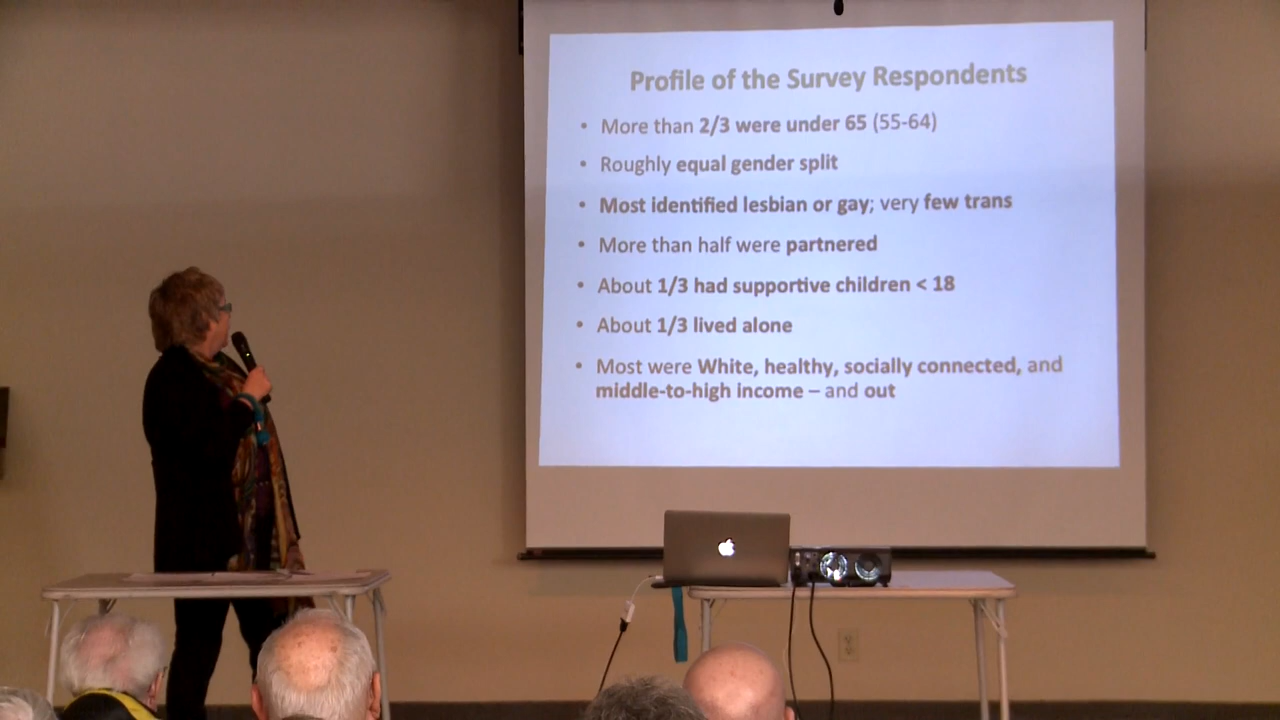 Profile of the Survey Respondents
• More than 2/3 were under 65 (55-64)
• Roughly equal gender split
• Most identified lesbian or gay; very few trans
• More than half were partnered
• About 1/3 had supportive children < 18
• About 1/3 lived alone
• Most were White, healthy, socially connected, and
middle-to-high income – and out